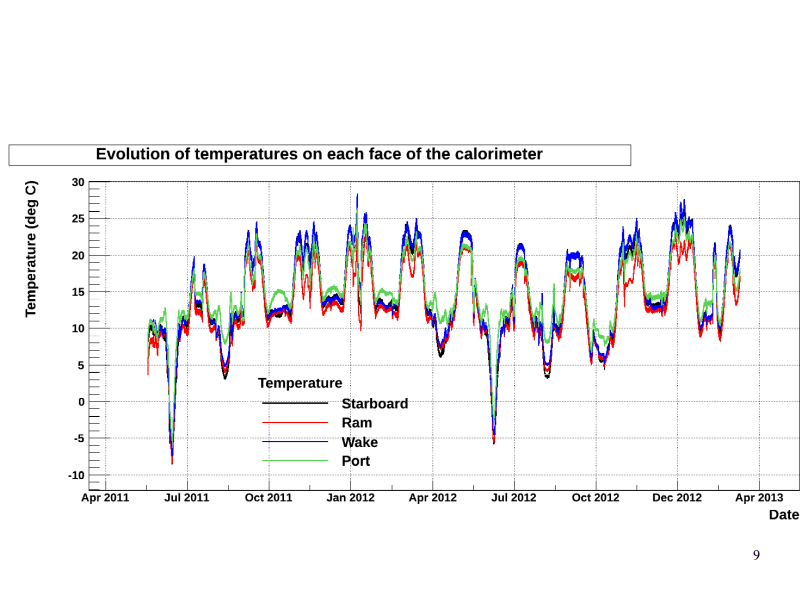 Evolution of temperatures on each face of the calorimeter
Temperature (deg C)
30
25
20
15
10
5
0
-5
-10
Temperature
Starboard
Ram
Wake
Port
Apr 2011 Jul 2011 Oct 2011 Jan 2012 Apr 2012 Jul 2012 Oct 2012 Dec 2012 Apr 2013
Date
9